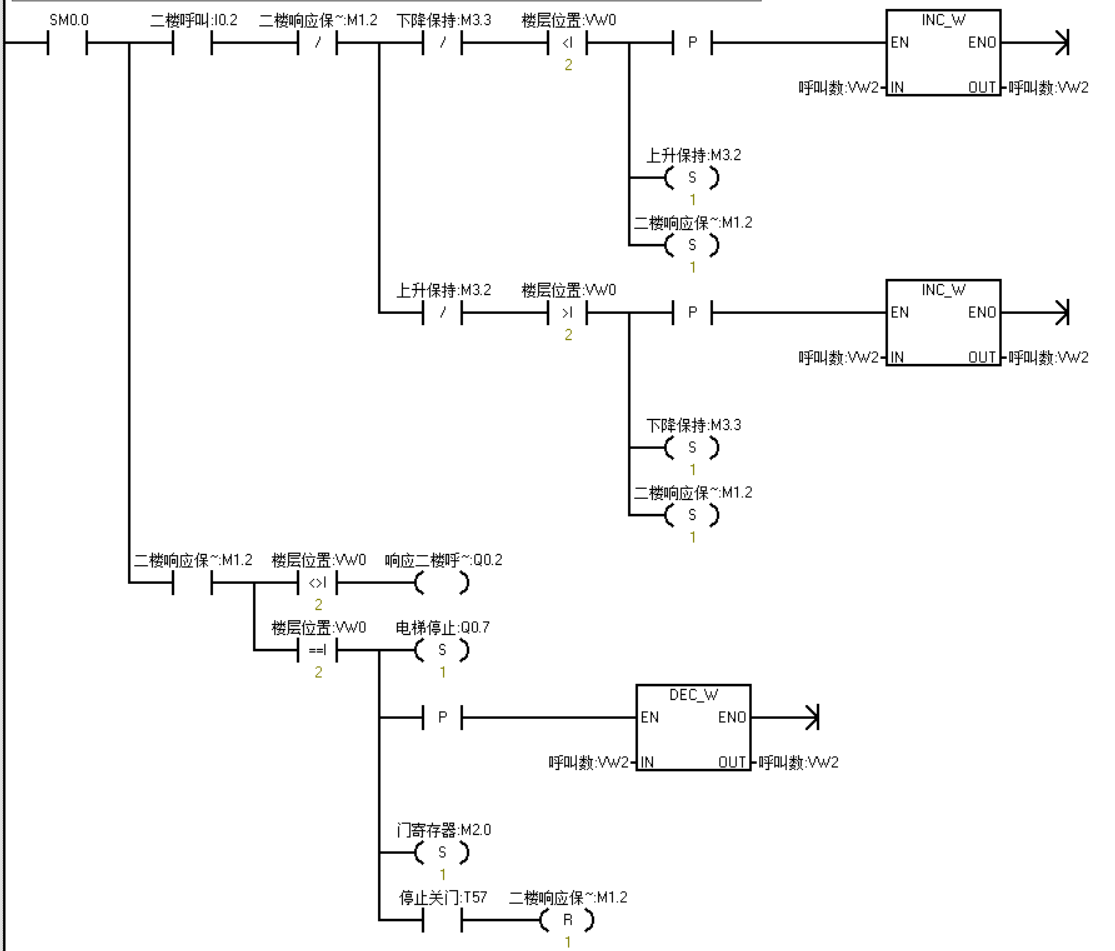 SM0.0 二楼呼叫:I0.2 二楼响应保~:M1.2 下降保持:M3.3 楼层位置:VW0 INC_W
/ / <I P EN ENO
2
呼叫数:VW2 IN OUT 呼叫数:VW2
上升保持:M3.2
S
1
二楼响应保~:M1.2
S
1
上升保持:M3.2 楼层位置:VW0 INC_W
/ >I P EN ENO
2
呼叫数:VW2 IN OUT 呼叫数:VW2
下降保持:M3.3
S
1
二楼响应保~:M1.2
S
1
二楼响应保~:M1.2 楼层位置:VW0 响应二楼呼~:Q0.2
<>I
2
楼层位置:VW0 电梯停止:Q0.7
==I S
2 1
DEC_W
P EN ENO
呼叫数:VW2 IN OUT 呼叫数:VW2
门寄存器:M2.0
S
1
停止关门:T57 二楼响应保~:M1.2
R
1